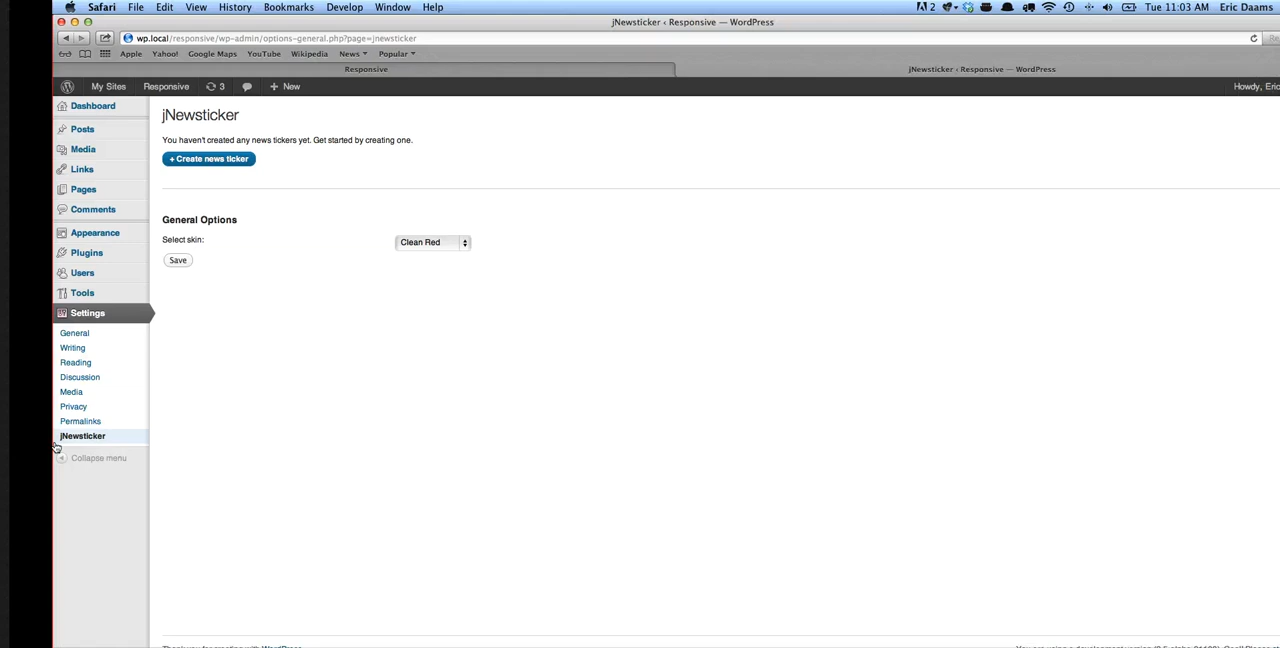 Safari File Edit View History Bookmarks Develop Window Help 2 Tue 11:03 AM Eric Daams
jNewsticker ‹ Responsive — WordPress
wp.local/responsive/wp-admin/options-general.php?page=jnewsticker
Apple Yahoo! Google Maps YouTube Wikipedia News Popular
Responsive jNewsticker ‹ Responsive — WordPress
My Sites Responsive 3 + New Howdy, Eric
Dashboard
Posts
Media
Links
Pages
Comments
Appearance
Plugins
Users
Tools
Settings
General
Writing
Reading
Discussion
Media
Privacy
Permalinks
jNewsticker
Collapse menu
jNewsticker
You haven't created any news tickers yet. Get started by creating one.
+ Create news ticker
General Options
Select skin: Clean Red
Save